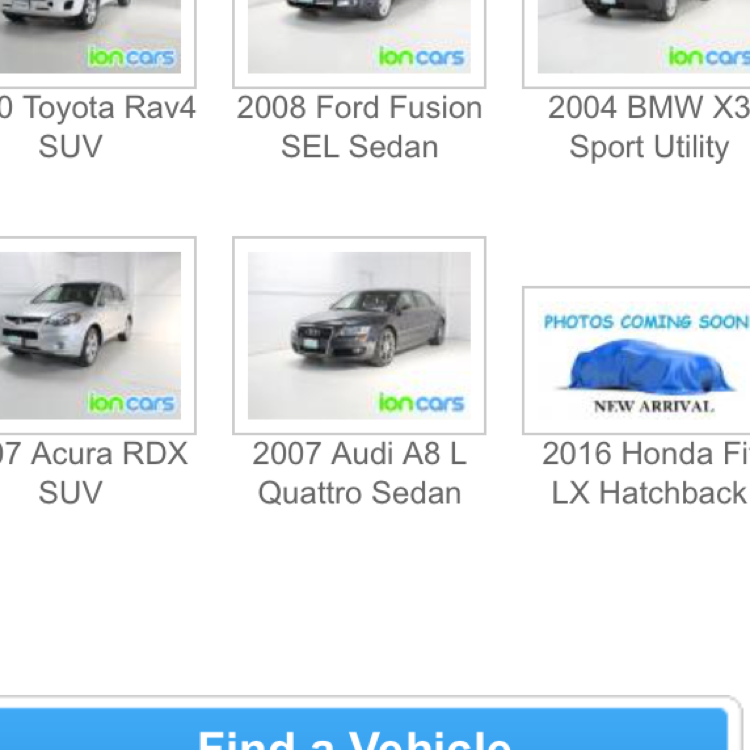 ioncars
ioncars
ioncars
0 Toyota Rav4
SUV
2008 Ford Fusion
SEL Sedan
2004 BMW X3
Sport Utility
ioncars
ioncars
PHOTOS COMING SOON
NEW ARRIVAL
07 Acura RDX
SUV
2007 Audi A8 L
Quattro Sedan
2016 Honda Fit
LX Hatchback
Find a Vehicle